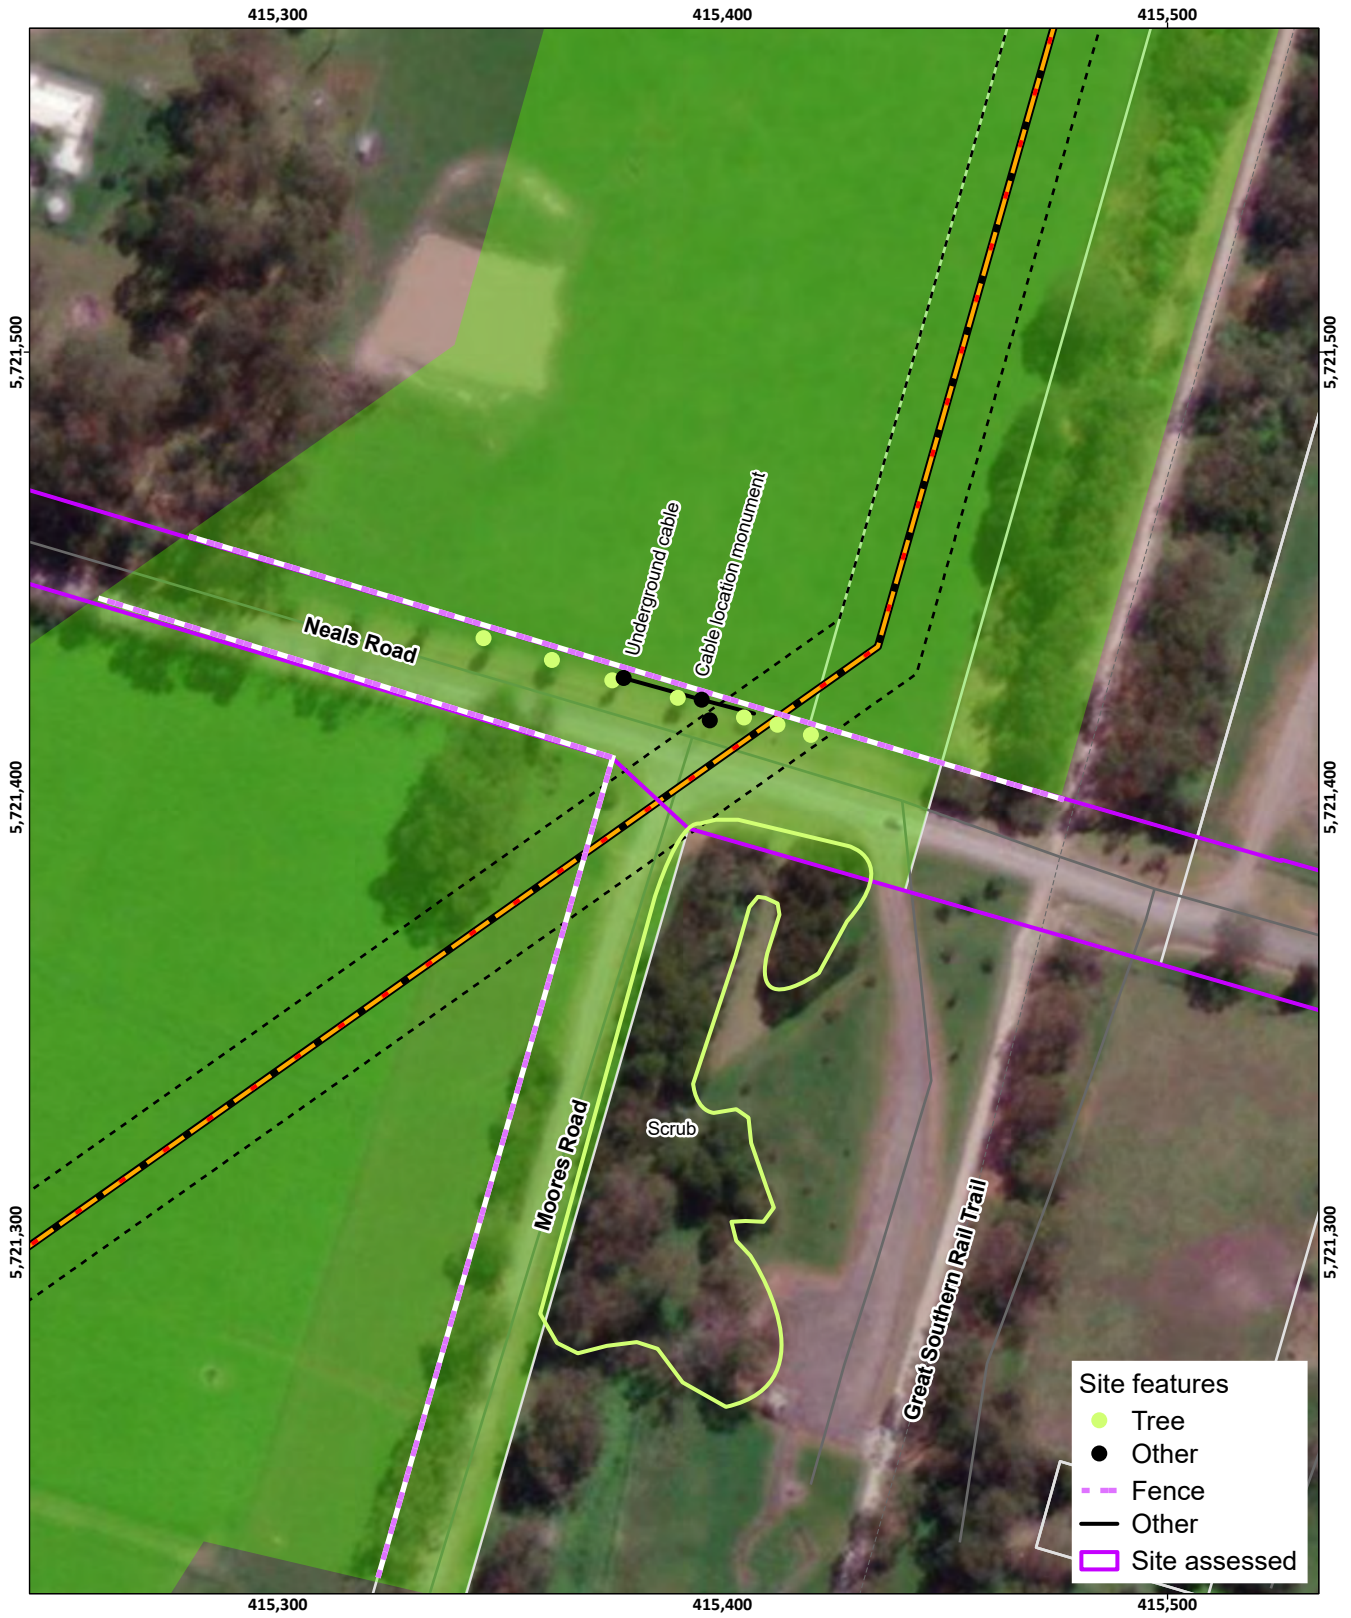 415,300
415,400
415,500
5,721,500
5,721,500
Underground cable
Cable location monument
Neals Road
5,721,400
5,721,400
Moores Road
Scrub
Great Southern Rail Trail
5,721,300
5,721,300
Site features
Tree
Other
Fence
Other
Site assessed
415,300
415,400
415,500